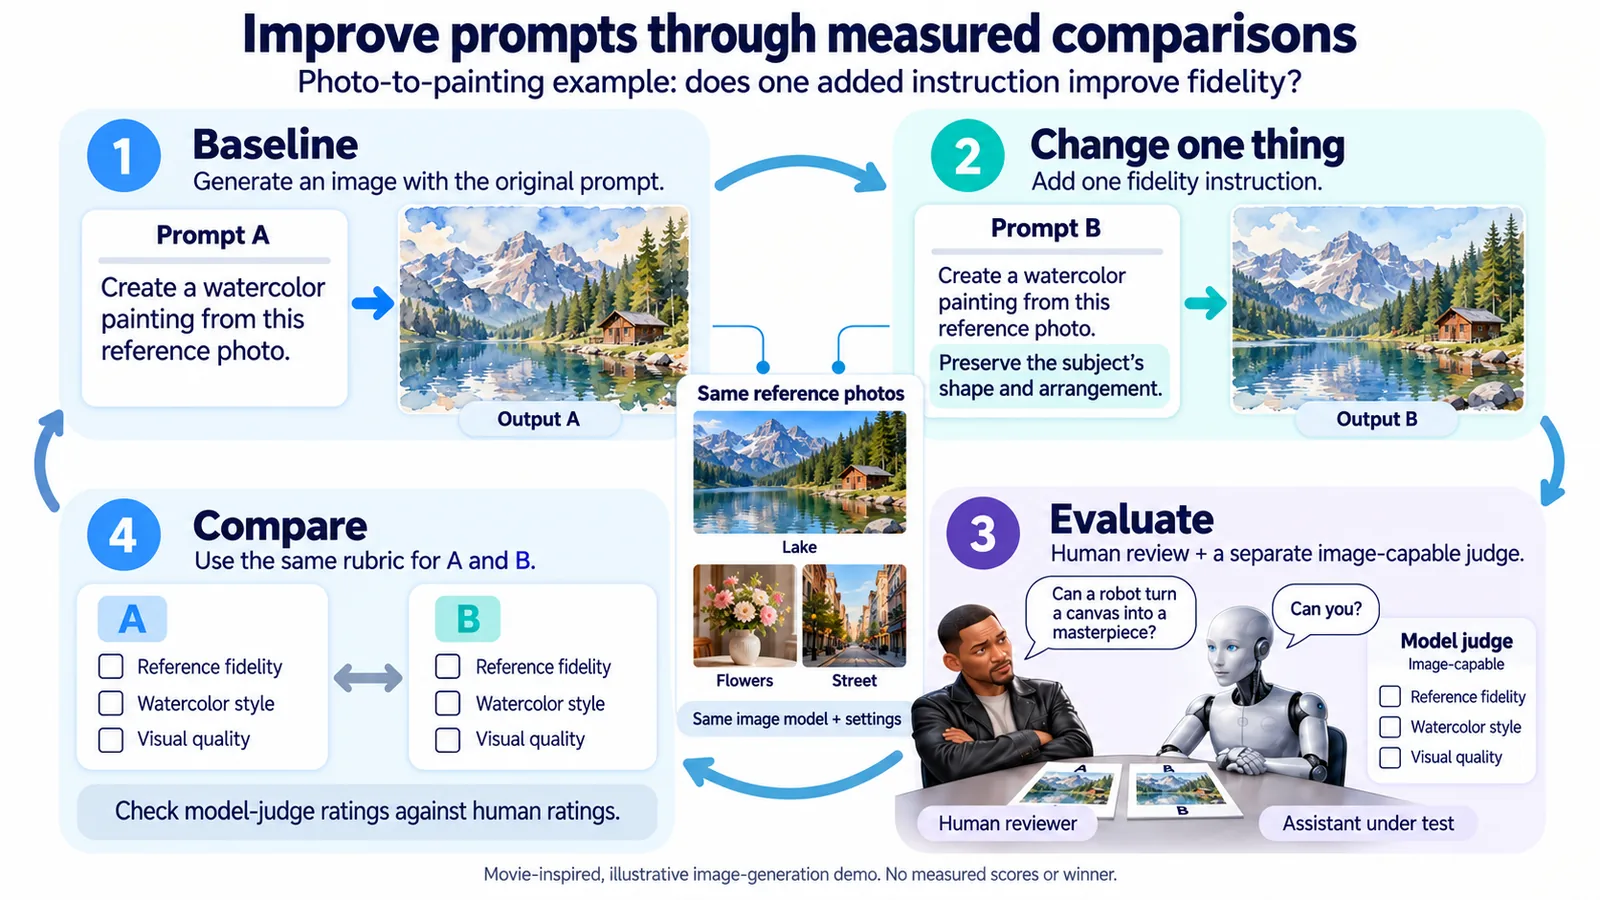 Improve prompts through measured comparisons
Photo-to-painting example: does one added instruction improve fidelity?
1
Baseline
Generate an image with the original prompt.
Prompt A
Create a watercolor
painting from this
reference photo.
Output A
2
Change one thing
Add one fidelity instruction.
Prompt B
Create a watercolor
painting from this
reference photo.
Preserve the subject's
shape and arrangement.
Output B
Same reference photos
Lake
Flowers
Street
Same image model + settings
3
Evaluate
Human review + a separate image-capable judge.
Can a robot turn
a canvas into a
masterpiece?
Can you?
Model judge
Image-capable
Reference fidelity
Watercolor style
Visual quality
A
B
B
Human reviewer
Assistant under test
4
Compare
Use the same rubric for A and B.
A
Reference fidelity
Watercolor style
Visual quality
B
Reference fidelity
Watercolor style
Visual quality
Check model-judge ratings against human ratings.
Movie-inspired, illustrative image-generation demo. No measured scores or winner.